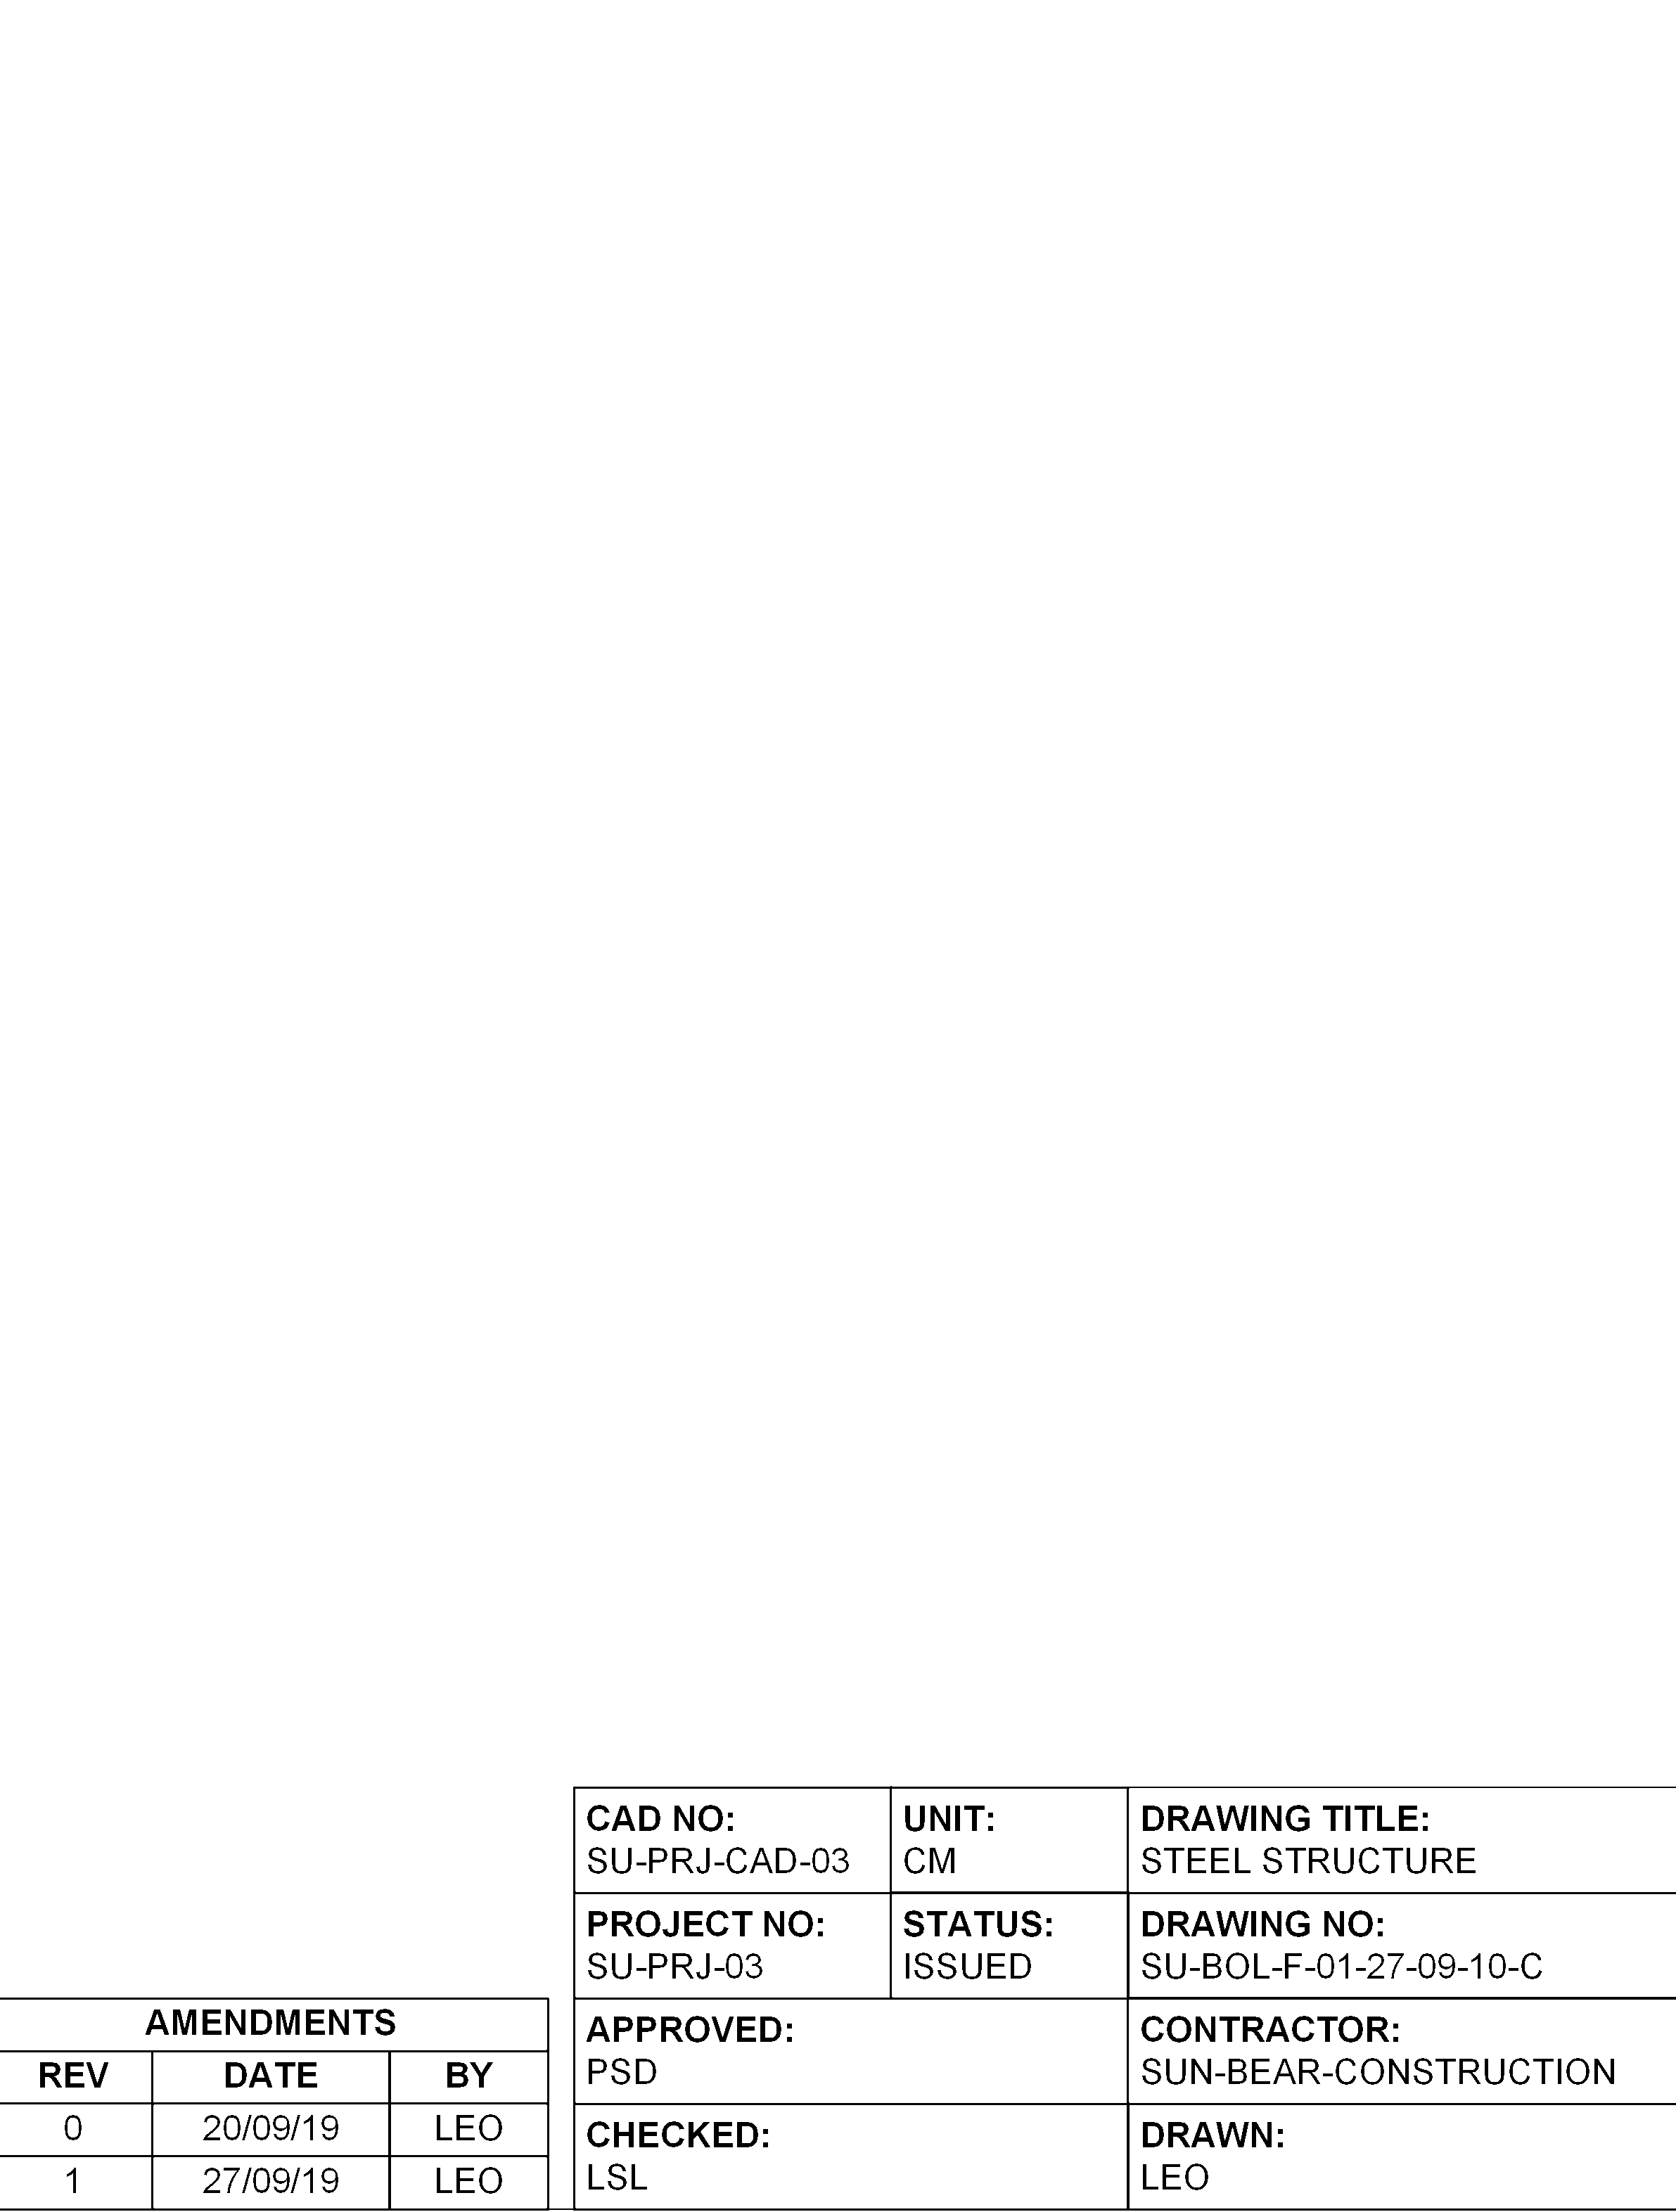 CAD NO:
SU-PRJ-CAD-03
UNIT:
CM
DRAWING TITLE:
STEEL STRUCTURE
PROJECT NO:
SU-PRJ-03
STATUS:
ISSUED
DRAWING NO:
SU-BOL-F-01-27-09-10-C
APPROVED:
PSD
CONTRACTOR:
SUN-BEAR-CONSTRUCTION
CHECKED:
LSL
DRAWN:
LEO
AMENDMENTS
REV DATE BY
0 20/09/19 LEO
1 27/09/19 LEO